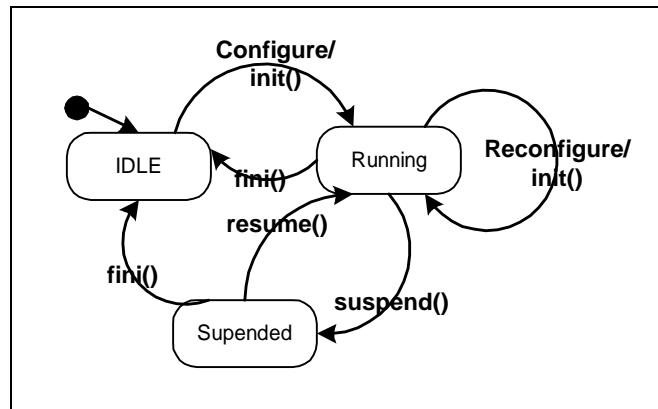 Configure/
init()
IDLE
Running
Reconfigure/
init()
fini()
resume()
fini()
suspend()
Supended